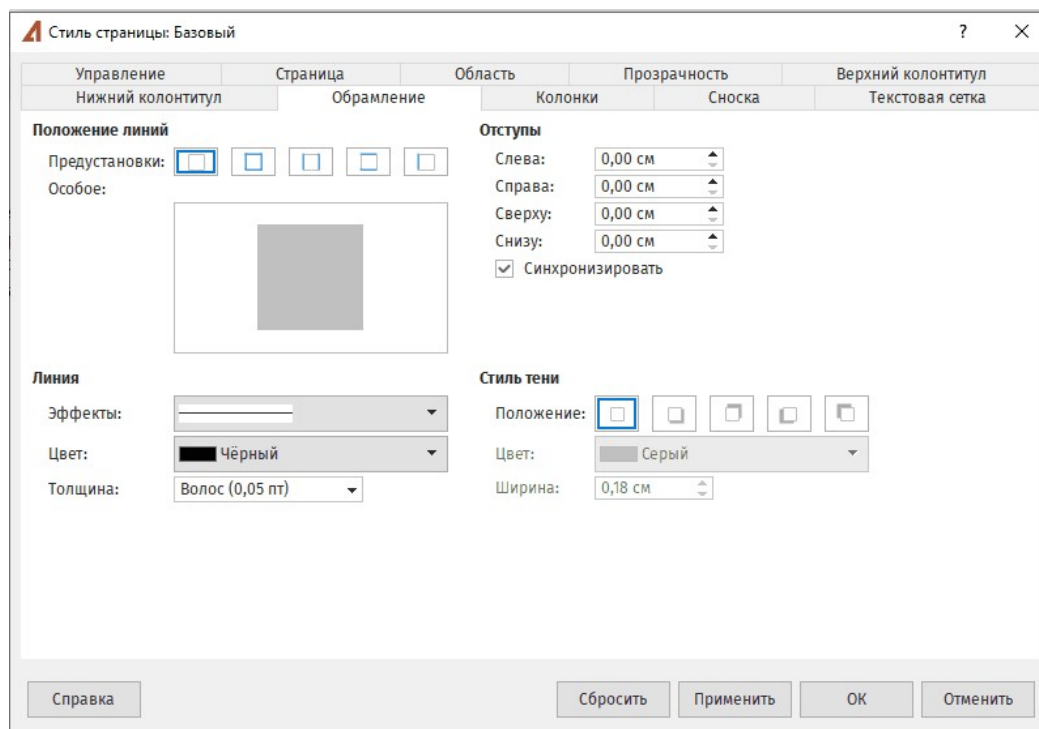 Стиль страницы: Базовый ? ×
Управление Страница Область Прозрачность Верхний колонтитул
Нижний колонтитул Обрамление Колонки Сноска Текстовая сетка
Положение линий
Предустановки:
Особое:
Отступы
Слева: 0,00 см
Справа: 0,00 см
Сверху: 0,00 см
Снизу: 0,00 см
Синхронизировать
Линия
Эффекты:
Цвет: Чёрный
Толщина: Волос (0,05 пт)
Стиль тени
Положение:
Цвет: Серый
Ширина: 0,18 см
Справка Сбросить Применить ОК Отменить